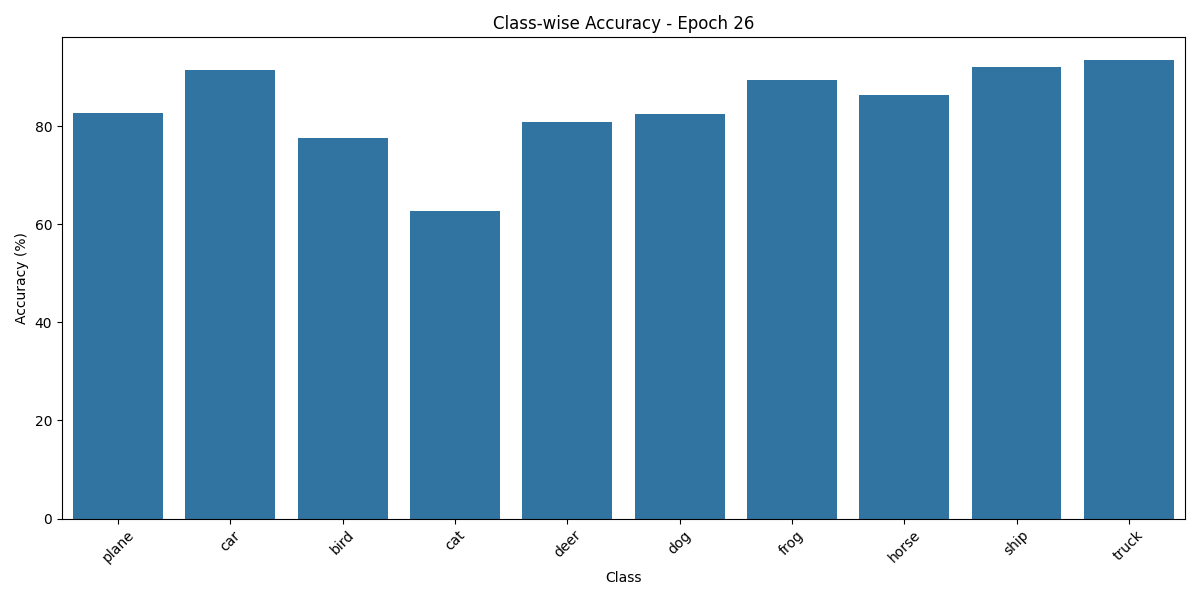 Class-wise Accuracy - Epoch 26
Accuracy (%)
80
60
40
20
0
plane car bird cat deer dog frog horse ship truck
Class